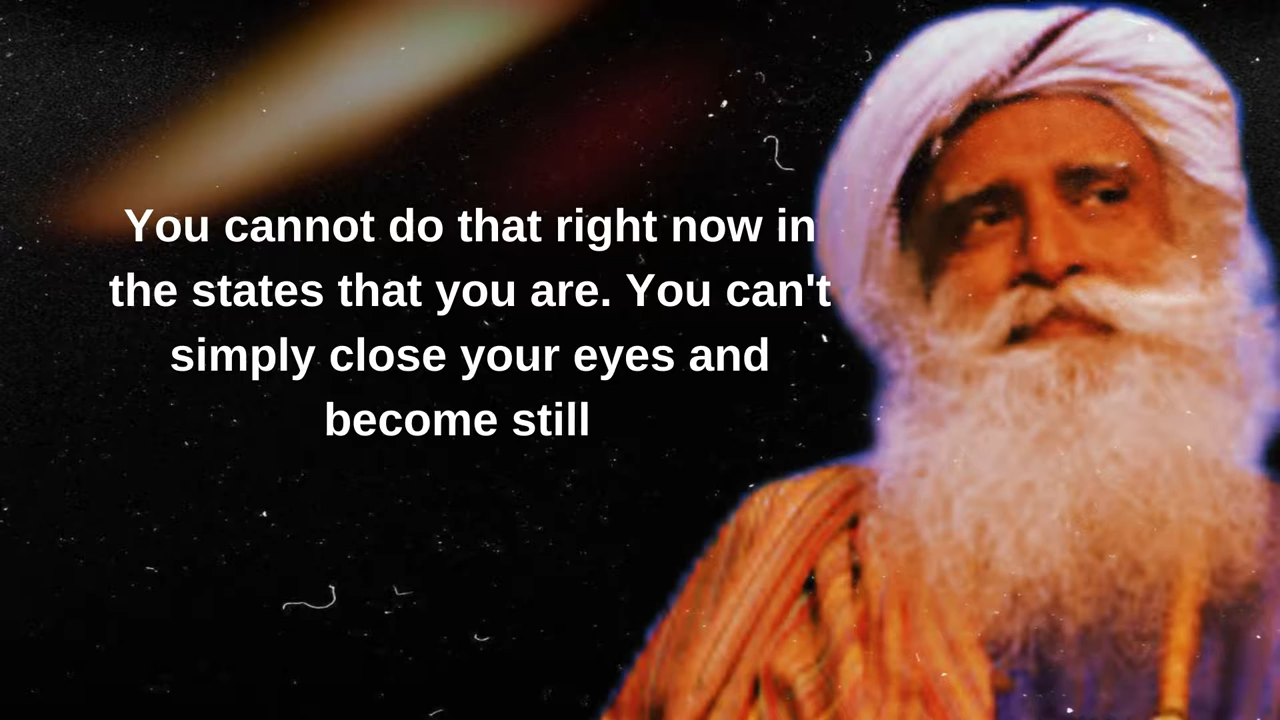 You cannot do that right now in
the states that you are. You can't
simply close your eyes and
become still